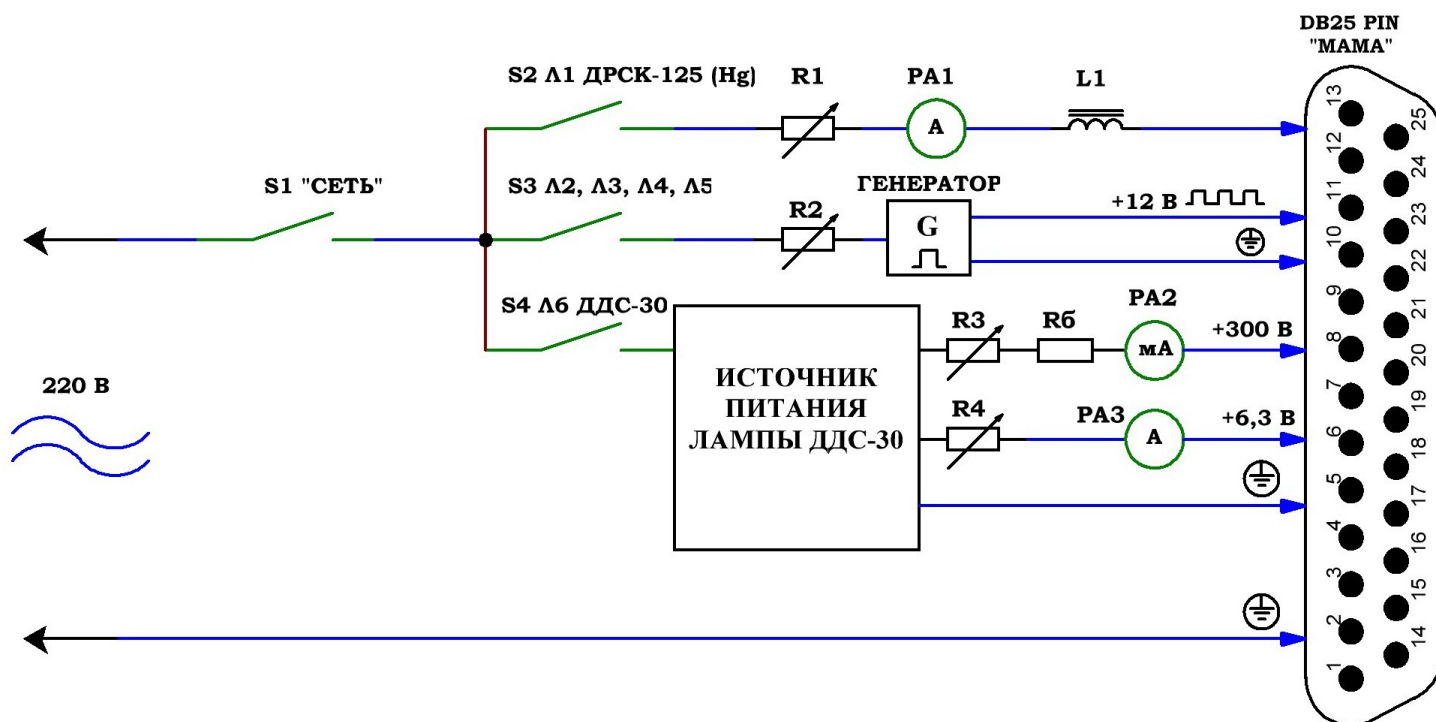 DB25 PIN
"МАМА"
S2 Λ1 ДРСК-125 (Hg)
R1
PA1
L1
A
S1 "СЕТЬ"
S3 Λ2, Λ3, Λ4, Λ5
R2
ГЕНЕРАТОР
G
+12 В
S4 Λ6 ДДС-30
R3
Rб
PA2
мА
+300 В
220 В
ИСТОЧНИК
ПИТАНИЯ
ЛАМПЫ ДДС-30
R4
PA3
A
+6,3 В
13
12
11
10
9
8
7
6
5
4
3
2
1
25
24
23
22
21
20
19
18
17
16
15
14